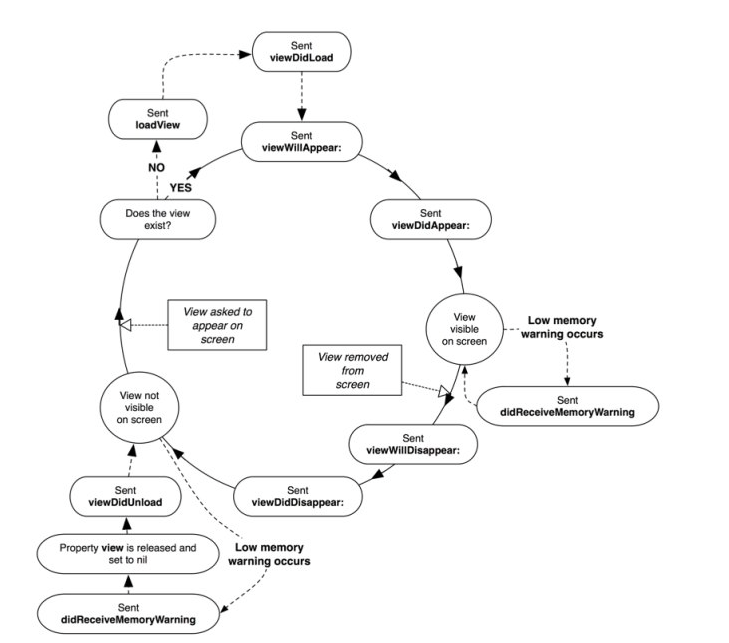 Sent
viewDidLoad
Sent
loadView
Sent
viewWillAppear:
NO
YES
Does the view
exist?
Sent
viewDidAppear:
View asked to
appear on
screen
View
visible
on screen
Low memory
warning occurs
View removed
from
screen
Sent
didReceiveMemoryWarning
View not
visible
on screen
Sent
viewWillDisappear:
Sent
viewDidDisappear:
Sent
viewDidUnload
Property view is released and
set to nil
Low memory
warning occurs
Sent
didReceiveMemoryWarning